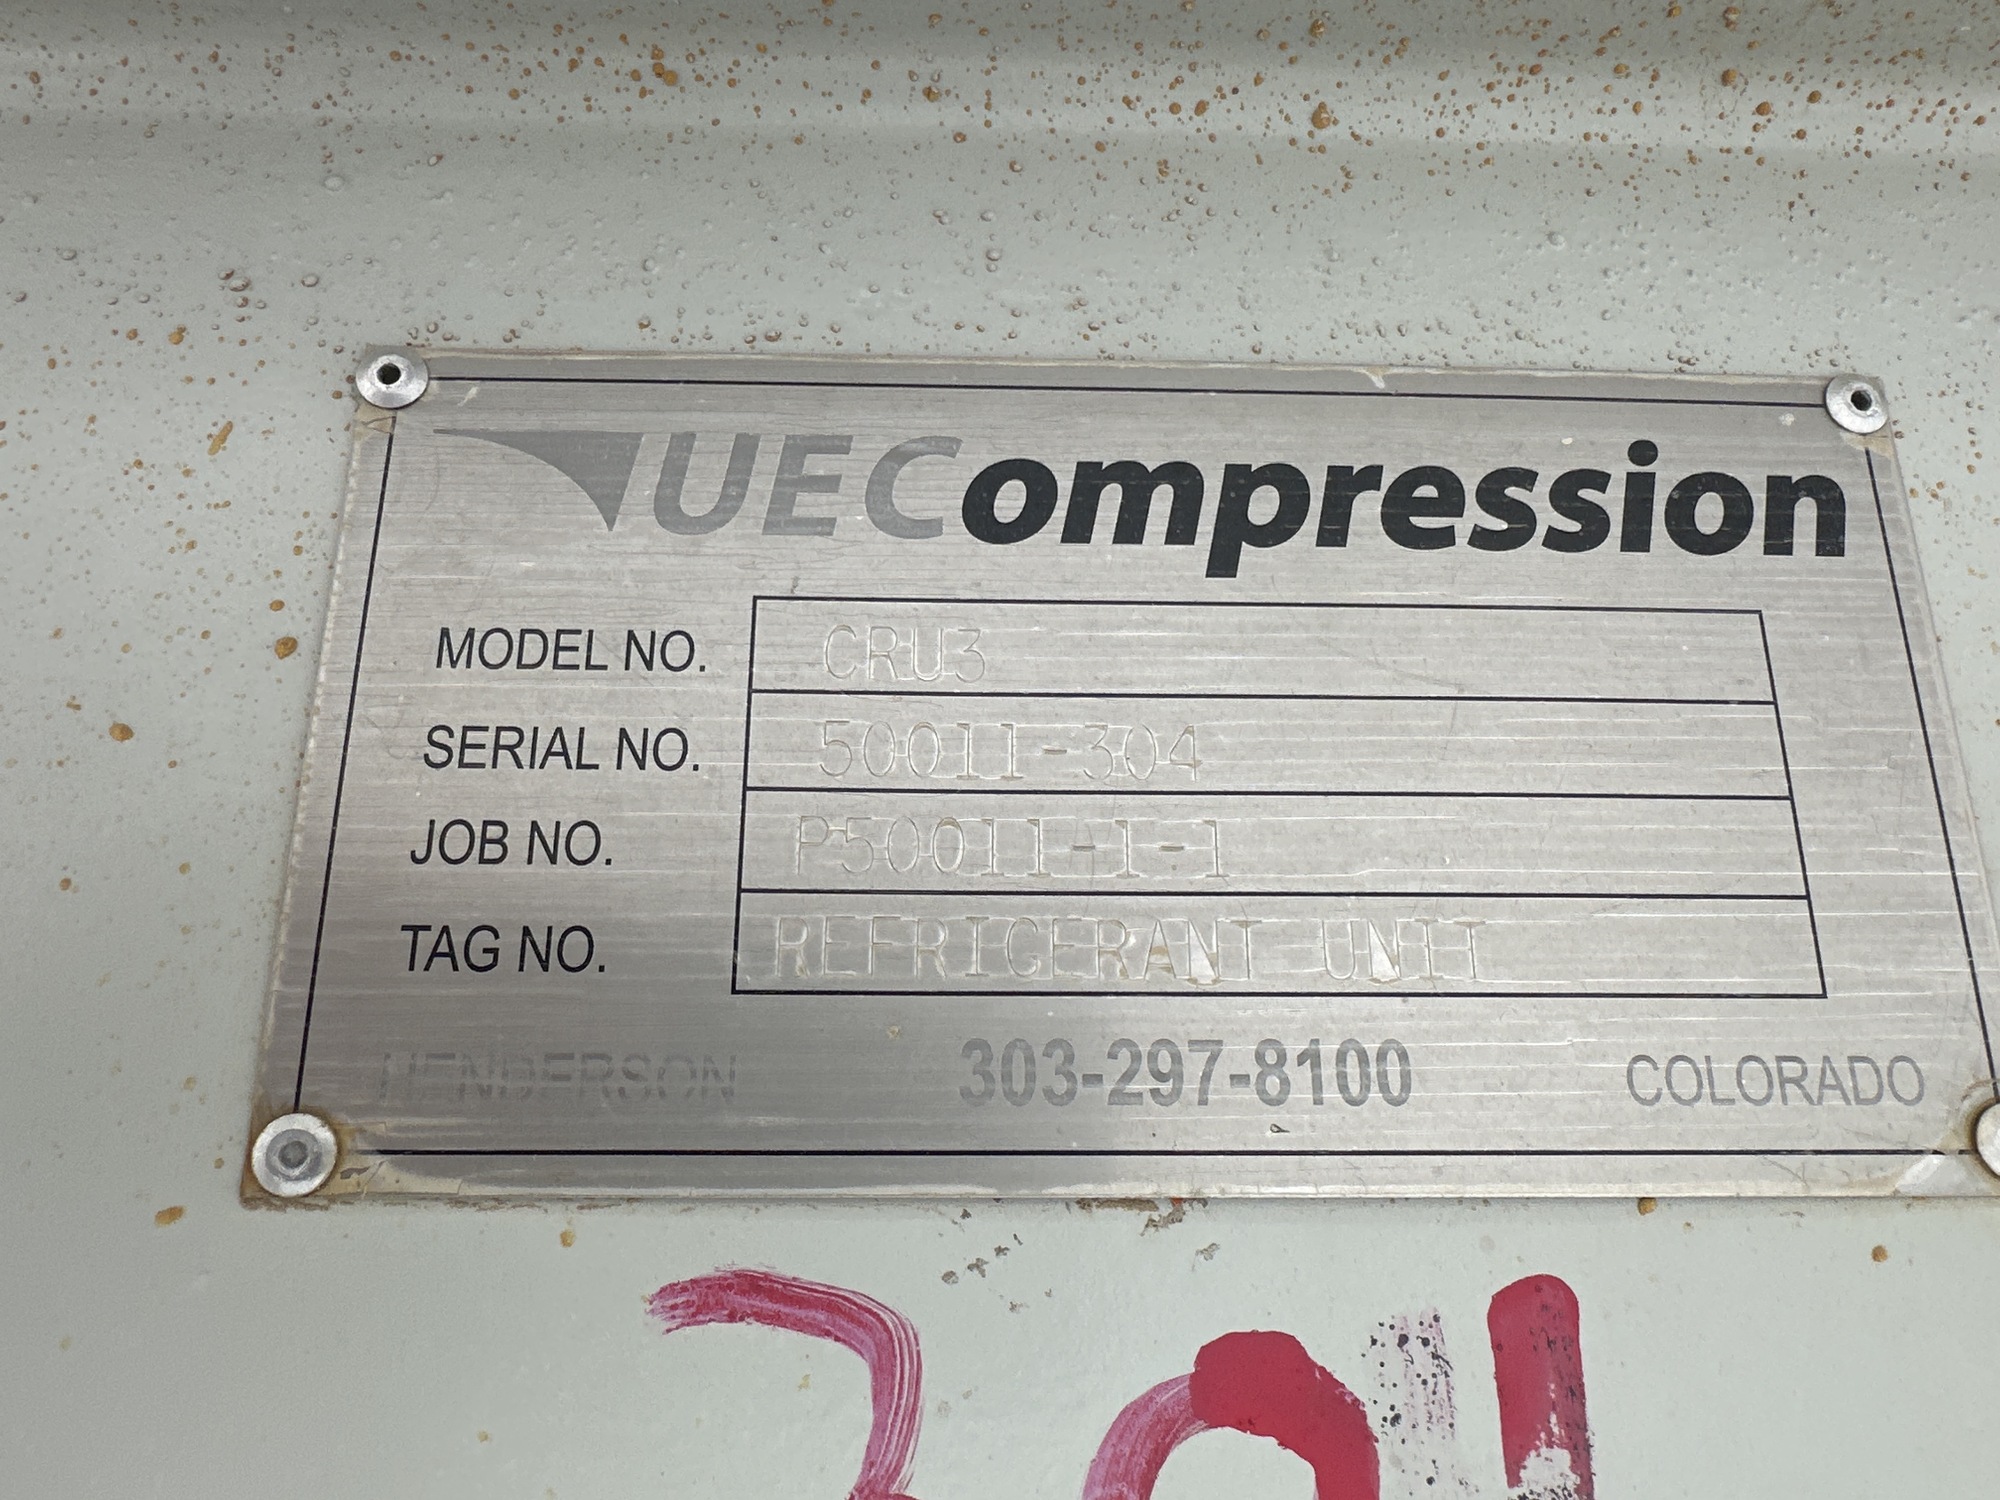 UECompression
MODEL NO. CRU3
SERIAL NO. 50011-304
JOB NO. P50011-1-1
TAG NO. REFRIGERANT UNIT
HENDERSON 303-297-8100 COLORADO
304